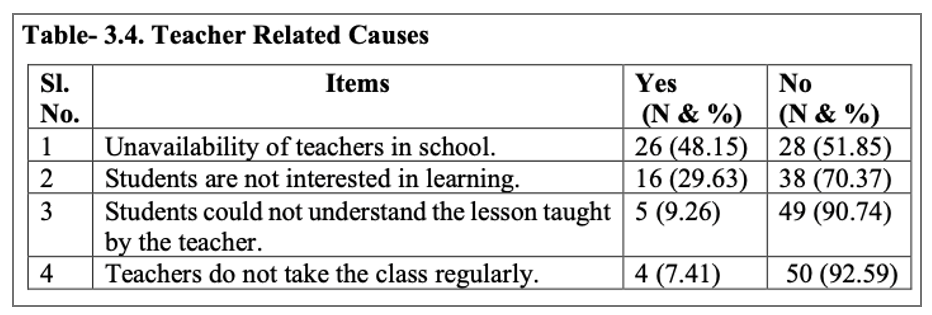 Table- 3.4. Teacher Related Causes
Sl. No. Items Yes (N & %) No (N & %)
1 Unavailability of teachers in school. 26 (48.15) 28 (51.85)
2 Students are not interested in learning. 16 (29.63) 38 (70.37)
3 Students could not understand the lesson taught 5 (9.26) 49 (90.74)
by the teacher.
4 Teachers do not take the class regularly. 4 (7.41) 50 (92.59)